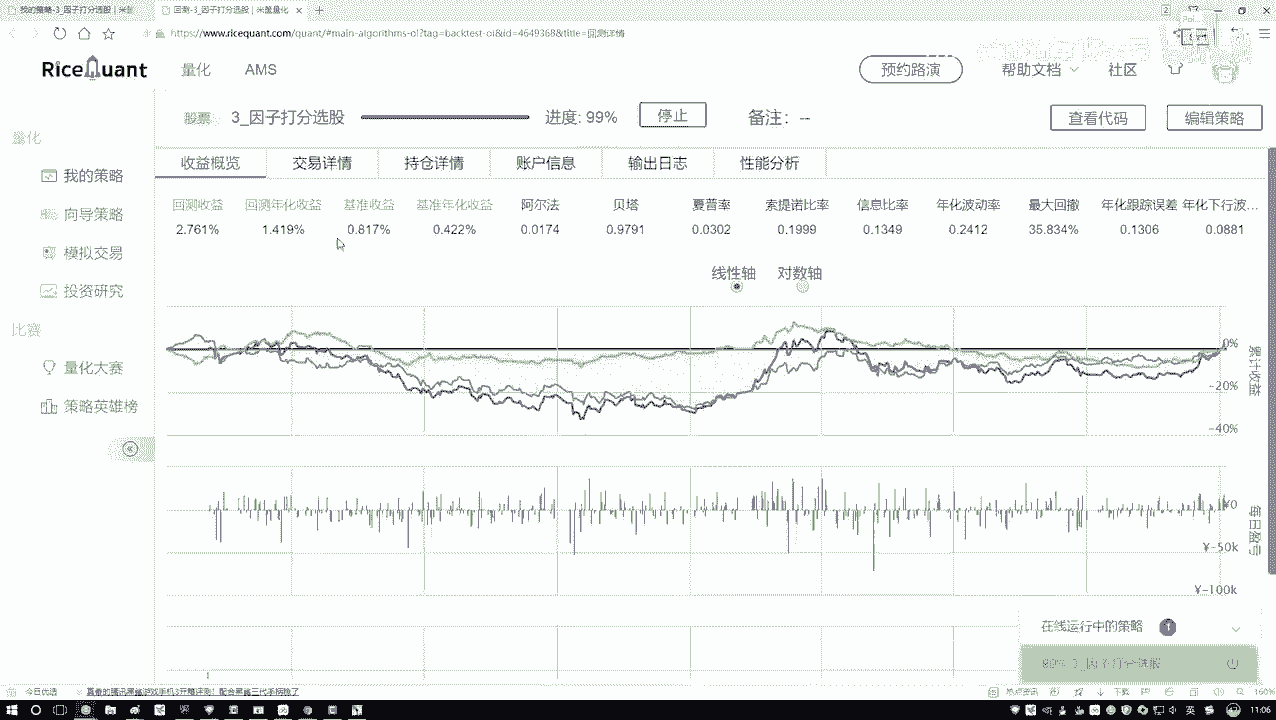 我的策略-3_因子打分选股 | 米筐
回测-3_因子打分选股 | 米筐量化
https://www.ricequant.com/quant/#main-algorithms-ol?tag=backtest-ol&id=4649368&title=回测详情
RiceQuant 量化 AMS 预约路演 帮助文档 社区
股票 3_因子打分选股 进度: 99% 停止 备注: -- 查看代码 编辑策略
量化
我的策略
向导策略
模拟交易
投资研究
比赛
量化大赛
策略英雄榜
收益概览 交易详情 持仓详情 账户信息 输出日志 性能分析
回测收益 回测年化收益 基准收益 基准年化收益 阿尔法 贝塔 夏普率 索提诺比率 信息比率 年化波动率 最大回撤 年化跟踪误差 年化下行波...
2.761% 1.419% 0.817% 0.422% 0.0174 0.9791 0.0302 0.1999 0.1349 0.2412 35.834% 0.1306 0.0881
线性轴 对数轴
0%
-20%
-40%
累计收益
¥0
¥-50k
¥-100k
每日盈亏
在线运行中的策略 1
今日优选
160%
英
11:06